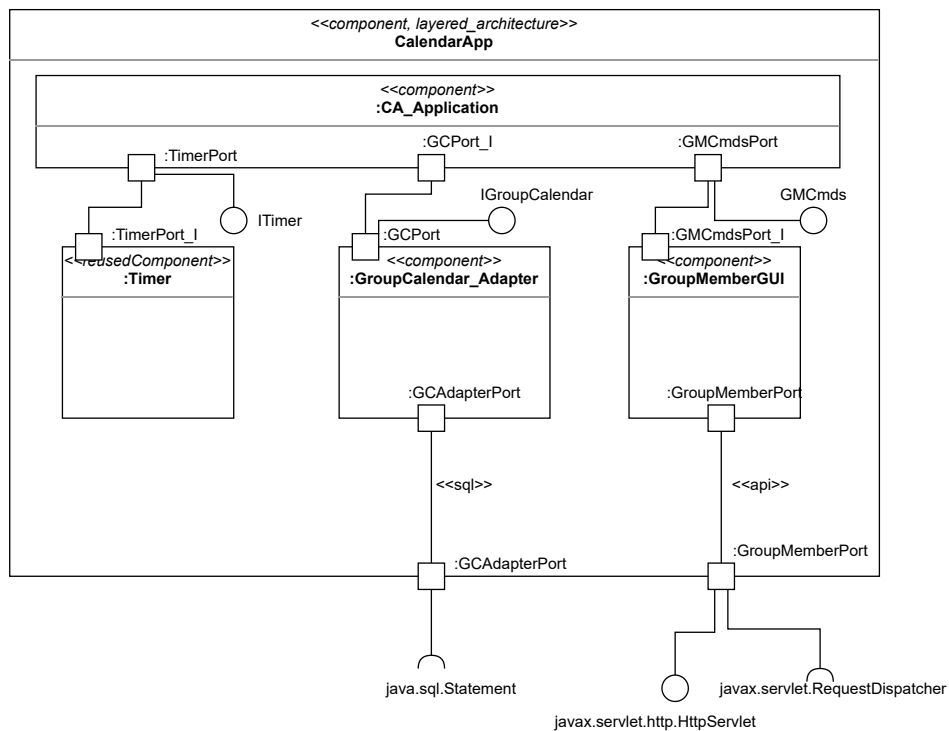 <<component, layered_architecture>>
CalendarApp
<<component>>
:CA_Application
:TimerPort
:GCPort_I
:GMCmdsPort
ITimer
IGroupCalendar
GMCmds
:TimerPort_I
:GCPort
:GMCmdsPort_I
<<reusedComponent>>
:Timer
<<component>>
:GroupCalendar_Adapter
<<component>>
:GroupMemberGUI
:GCAdapterPort
:GroupMemberPort
<<sql>>
<<api>>
:GCAdapterPort
:GroupMemberPort
java.sql.Statement
javax.servlet.RequestDispatcher
javax.servlet.http.HttpServlet